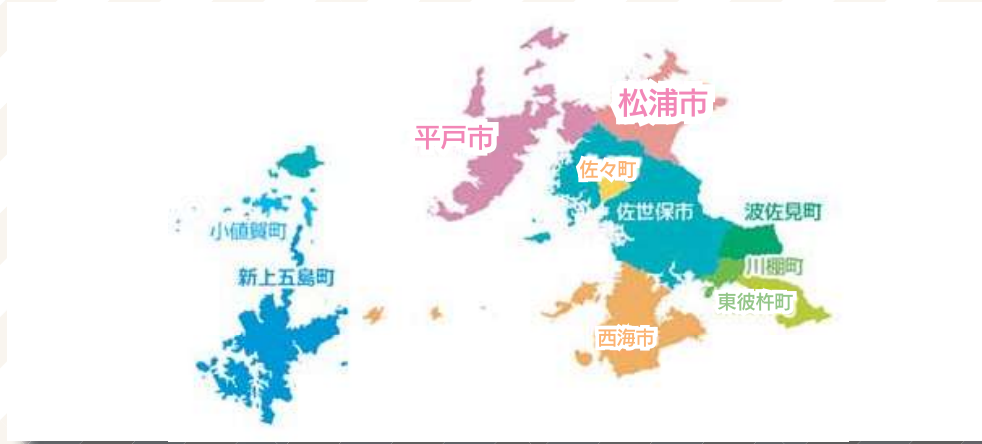 松浦市
平戸市
佐々町
佐世保市
波佐見町
小値賀町
川棚町
新上五島町
東彼杵町
西海市